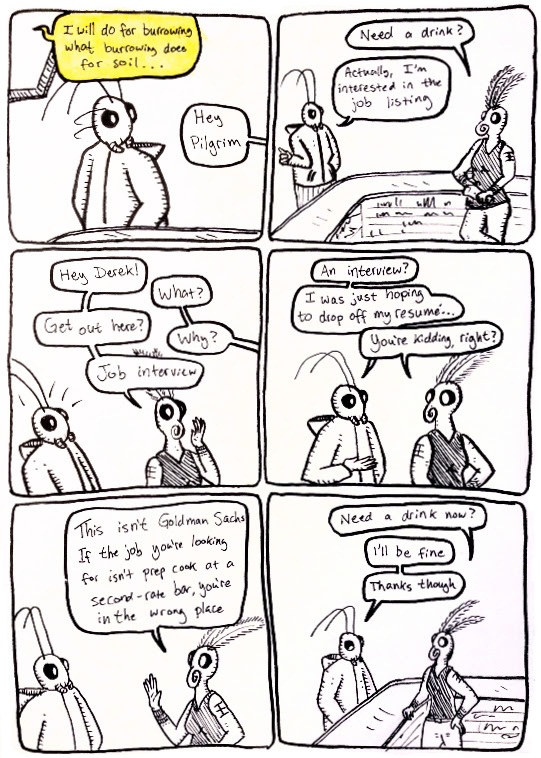 I will do for burrowing
what burrowing does
for soil...
Hey
Pilgrim
Need a drink?
Actually, I'm
interested in the
job listing
Hey Derek!
What?
Get out here?
Why?
Job interview
An interview?
I was just hoping
to drop off my resumé...
You're kidding, right?
This isn't Goldman Sachs
If the job you're looking
for isn't prep cook at a
second-rate bar, you're
in the wrong place
Need a drink now?
I'll be fine
Thanks though